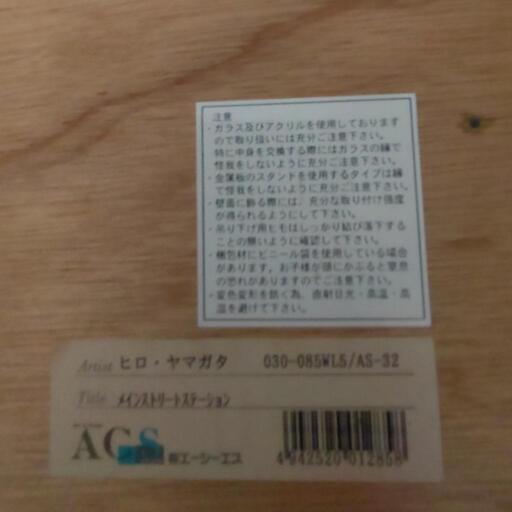 注意
・ガラス及びアクリルを使用しております
ので取り扱いには充分ご注意下さい。
特に中身を交換する際にはガラスの縁で
怪我をしないように充分ご注意下さい。
・金属板のスタンドを使用するタイプは縁
で怪我をしないように充分ご注意下さい。
・壁面に飾る際には、充分な取り付け強度
が得られるようにして下さい。
・吊り下げ用ヒモはしっかり結び落下する
ことの無いように確認して下さい。
・梱包材にビニール袋を使用している場合
があります。お子様が頭にかぶると窒息
の恐れがありますのでご注意下さい。
・変色変形を防ぐ為、直射日光・高温・高
湿を避けて下さい。
Artist ヒロ・ヤマガタ 030-085WLS/AS-32
Title メインストリートステーション
ACS ㈱エーシーエス
4 942520 012858